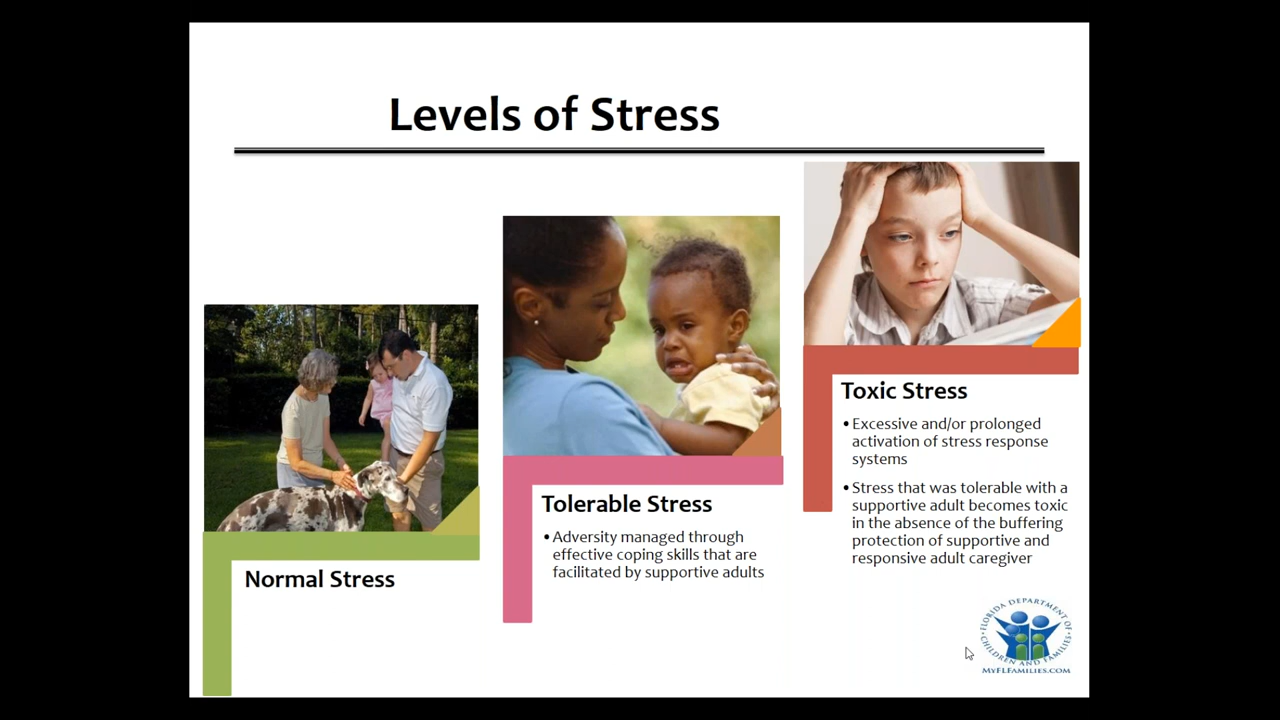 Levels of Stress
Normal Stress
Tolerable Stress
• Adversity managed through
effective coping skills that are
facilitated by supportive adults
Toxic Stress
• Excessive and/or prolonged
activation of stress response
systems
• Stress that was tolerable with a
supportive adult becomes toxic
in the absence of the buffering
protection of supportive and
responsive adult caregiver
FLORIDA DEPARTMENT OF
CHILDREN AND FAMILIES
MYFLFAMILIES.COM